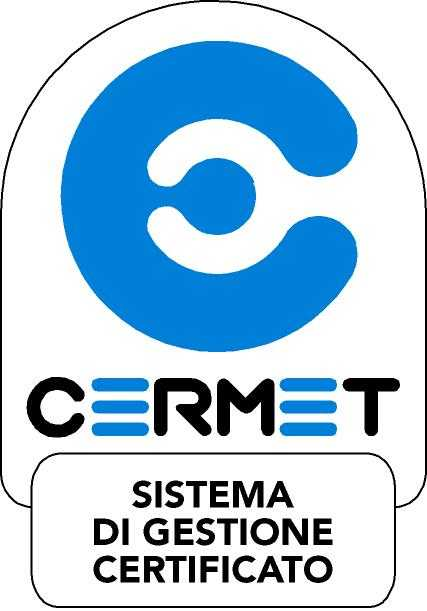 CERMET
SISTEMA
DI GESTIONE
CERTIFICATO